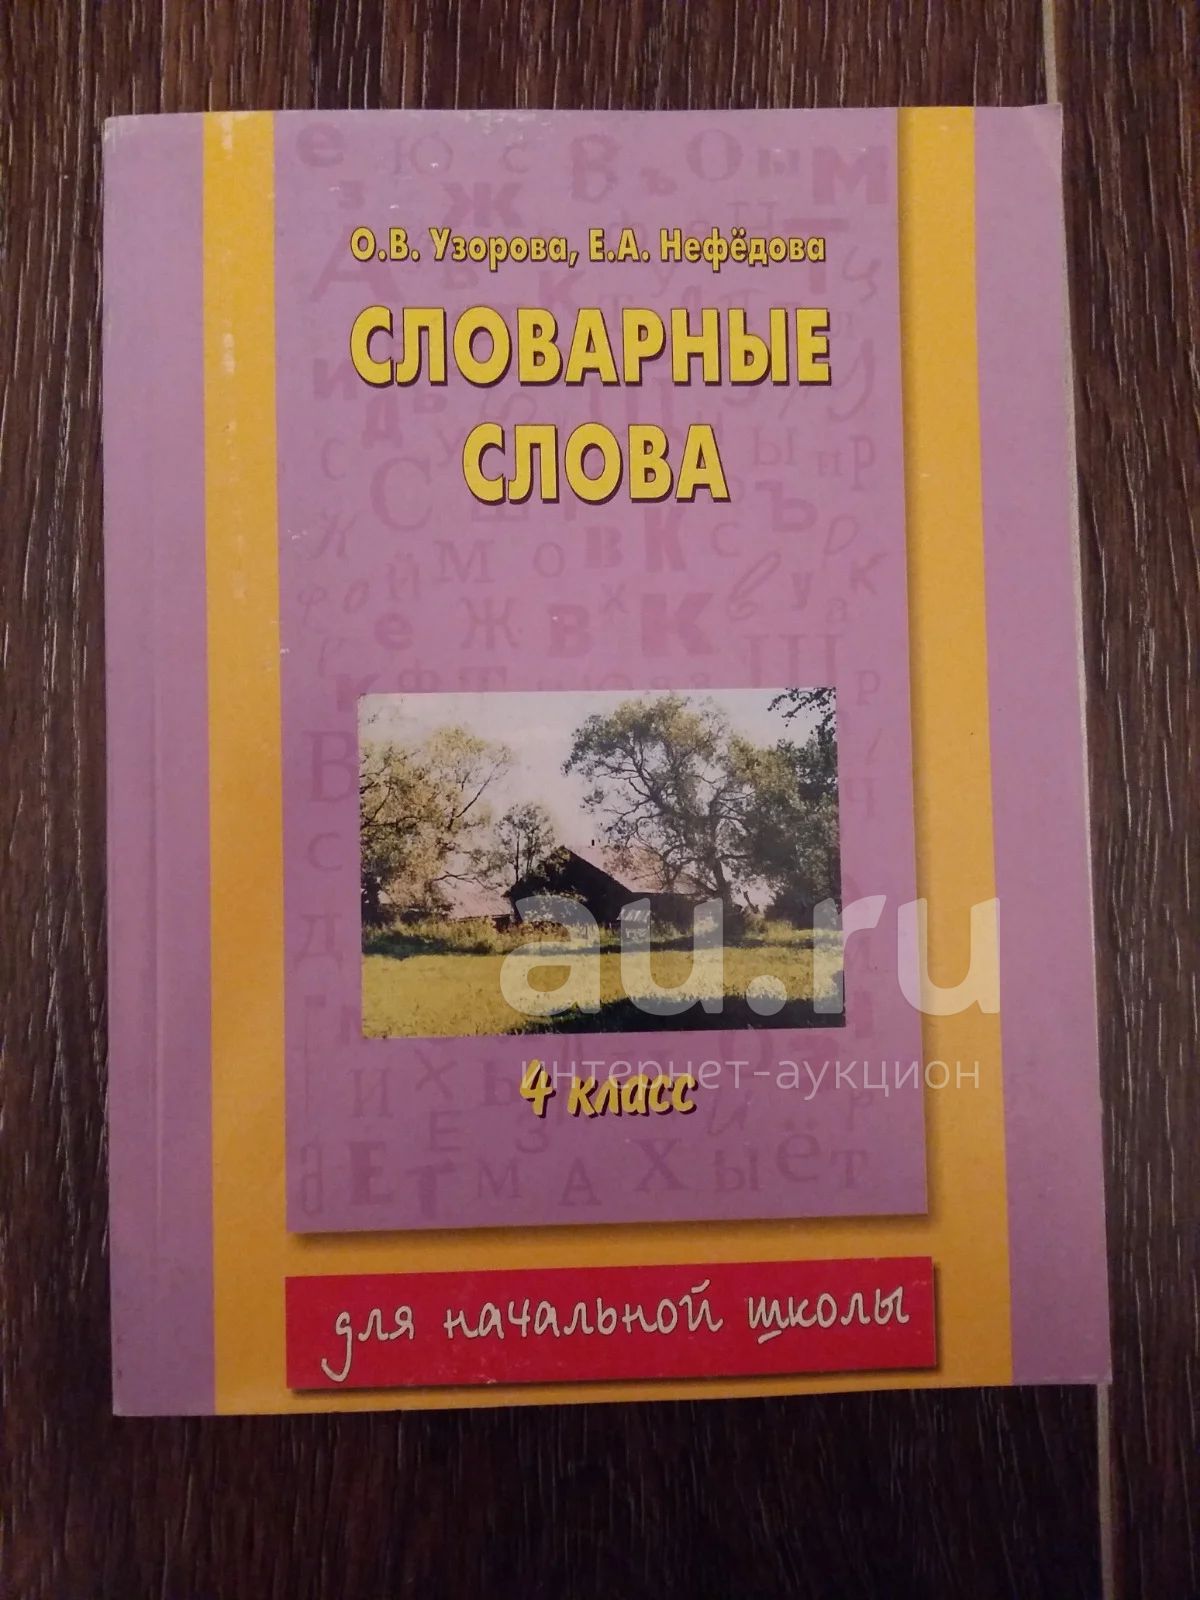 О.В. Узорова, Е.А. Нефёдова
СЛОВАРНЫЕ
СЛОВА
au.ru
интернет-аукцион
4 класс
для начальной школы